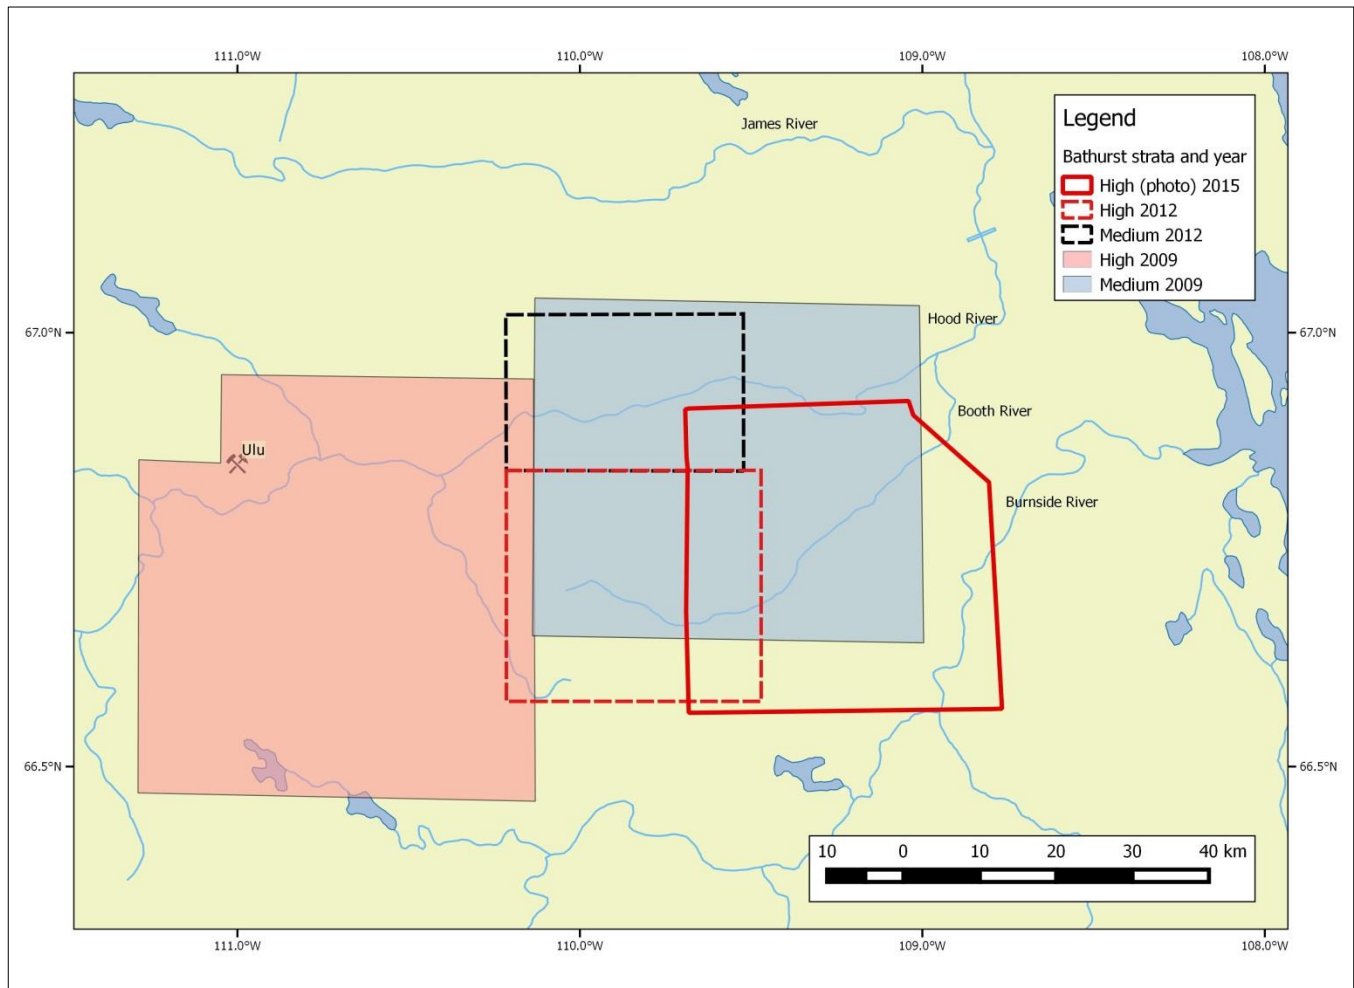 111.0°W 110.0°W 109.0°W 108.0°W
James River
Legend
Bathurst strata and year
High (photo) 2015
High 2012
Medium 2012
High 2009
Medium 2009
67.0°N 67.0°N
Hood River
Booth River
Ulu
Burnside River
66.5°N 66.5°N
10 0 10 20 30 40 km
111.0°W 110.0°W 109.0°W 108.0°W